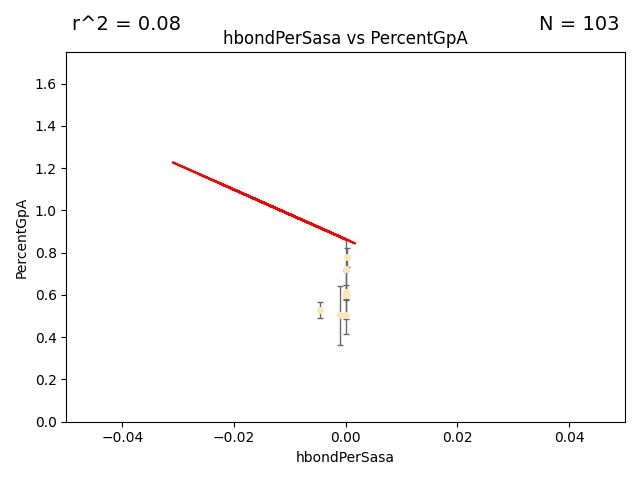 r^2 = 0.08
N = 103
hbondPerSasa vs PercentGpA
PercentGpA
1.6
1.4
1.2
1.0
0.8
0.6
0.4
0.2
0.0
−0.04
−0.02
0.00
0.02
0.04
hbondPerSasa